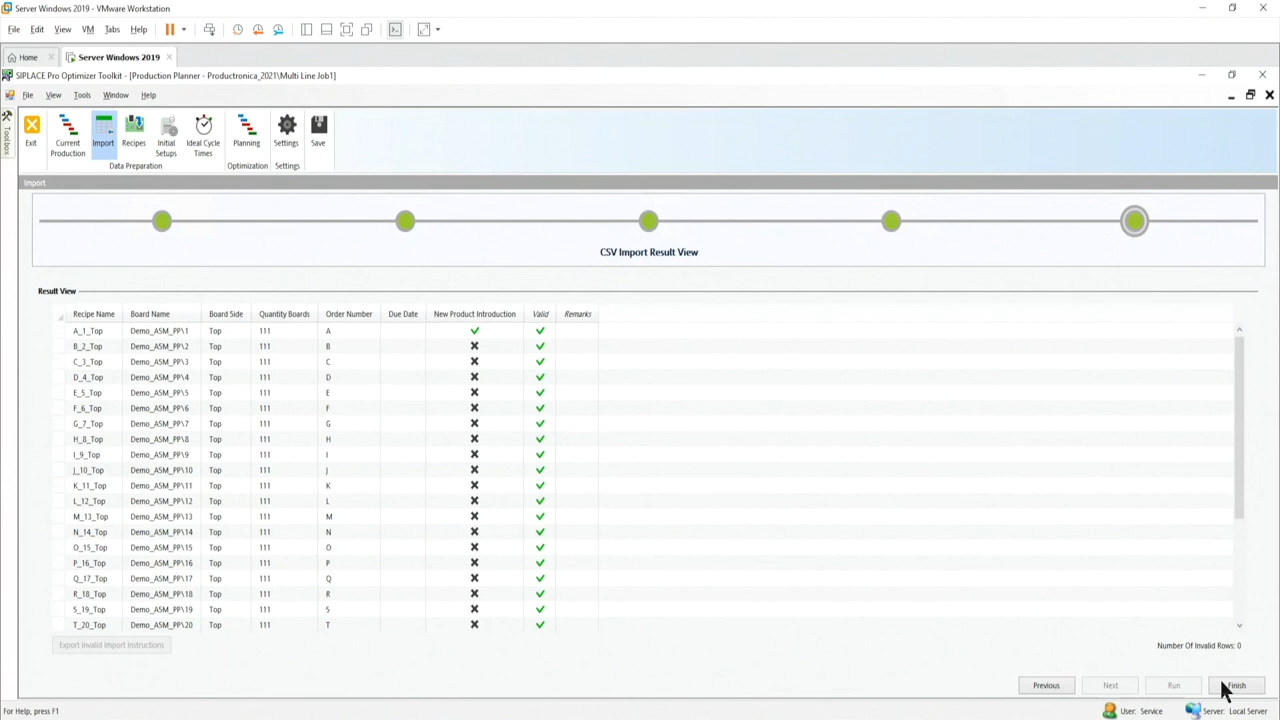 Server Windows 2019 - VMware Workstation
File Edit View VM Tabs Help
Home Server Windows 2019
SIPLACE Pro Optimizer Toolkit - [Production Planner - Productronica_2021\Multi Line Job1]
File View Tools Window Help
Toolbox
Exit Current Production Import Recipes Initial Setups Ideal Cycle Times Planning Settings Save
Data Preparation Optimization Settings
Import
CSV Import Result View
Result View
Recipe Name Board Name Board Side Quantity Boards Order Number Due Date New Product Introduction Valid Remarks
A_1_Top Demo_ASM_PP\1 Top 111 A
B_2_Top Demo_ASM_PP\2 Top 111 B
C_3_Top Demo_ASM_PP\3 Top 111 C
D_4_Top Demo_ASM_PP\4 Top 111 D
E_5_Top Demo_ASM_PP\5 Top 111 E
F_6_Top Demo_ASM_PP\6 Top 111 F
G_7_Top Demo_ASM_PP\7 Top 111 G
H_8_Top Demo_ASM_PP\8 Top 111 H
I_9_Top Demo_ASM_PP\9 Top 111 I
J_10_Top Demo_ASM_PP\10 Top 111 J
K_11_Top Demo_ASM_PP\11 Top 111 K
L_12_Top Demo_ASM_PP\12 Top 111 L
M_13_Top Demo_ASM_PP\13 Top 111 M
N_14_Top Demo_ASM_PP\14 Top 111 N
O_15_Top Demo_ASM_PP\15 Top 111 O
P_16_Top Demo_ASM_PP\16 Top 111 P
Q_17_Top Demo_ASM_PP\17 Top 111 Q
R_18_Top Demo_ASM_PP\18 Top 111 R
S_19_Top Demo_ASM_PP\19 Top 111 S
T_20_Top Demo_ASM_PP\20 Top 111 T
Export Invalid Import Instructions Number Of Invalid Rows: 0
Previous Next Run Finish
For Help, press F1 User: Service Server: Local Server